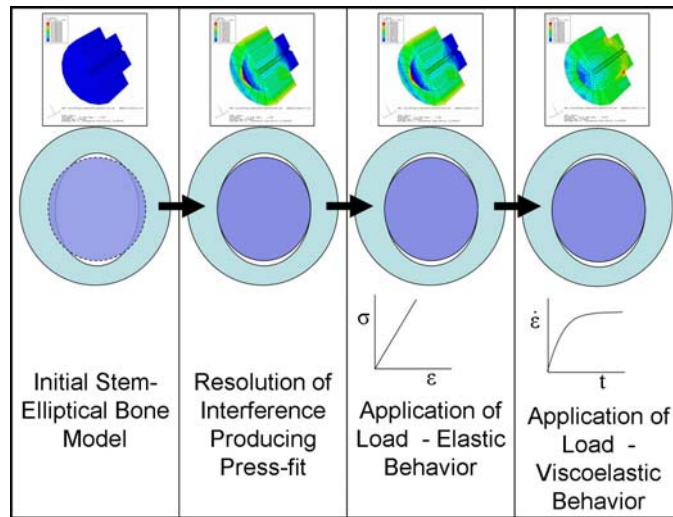 Initial Stem-
Elliptical Bone
Model
Resolution of
Interference
Producing
Press-fit
σ
ε
Application of
Load - Elastic
Behavior
ε̇
t
Application of
Load -
Viscoelastic
Behavior